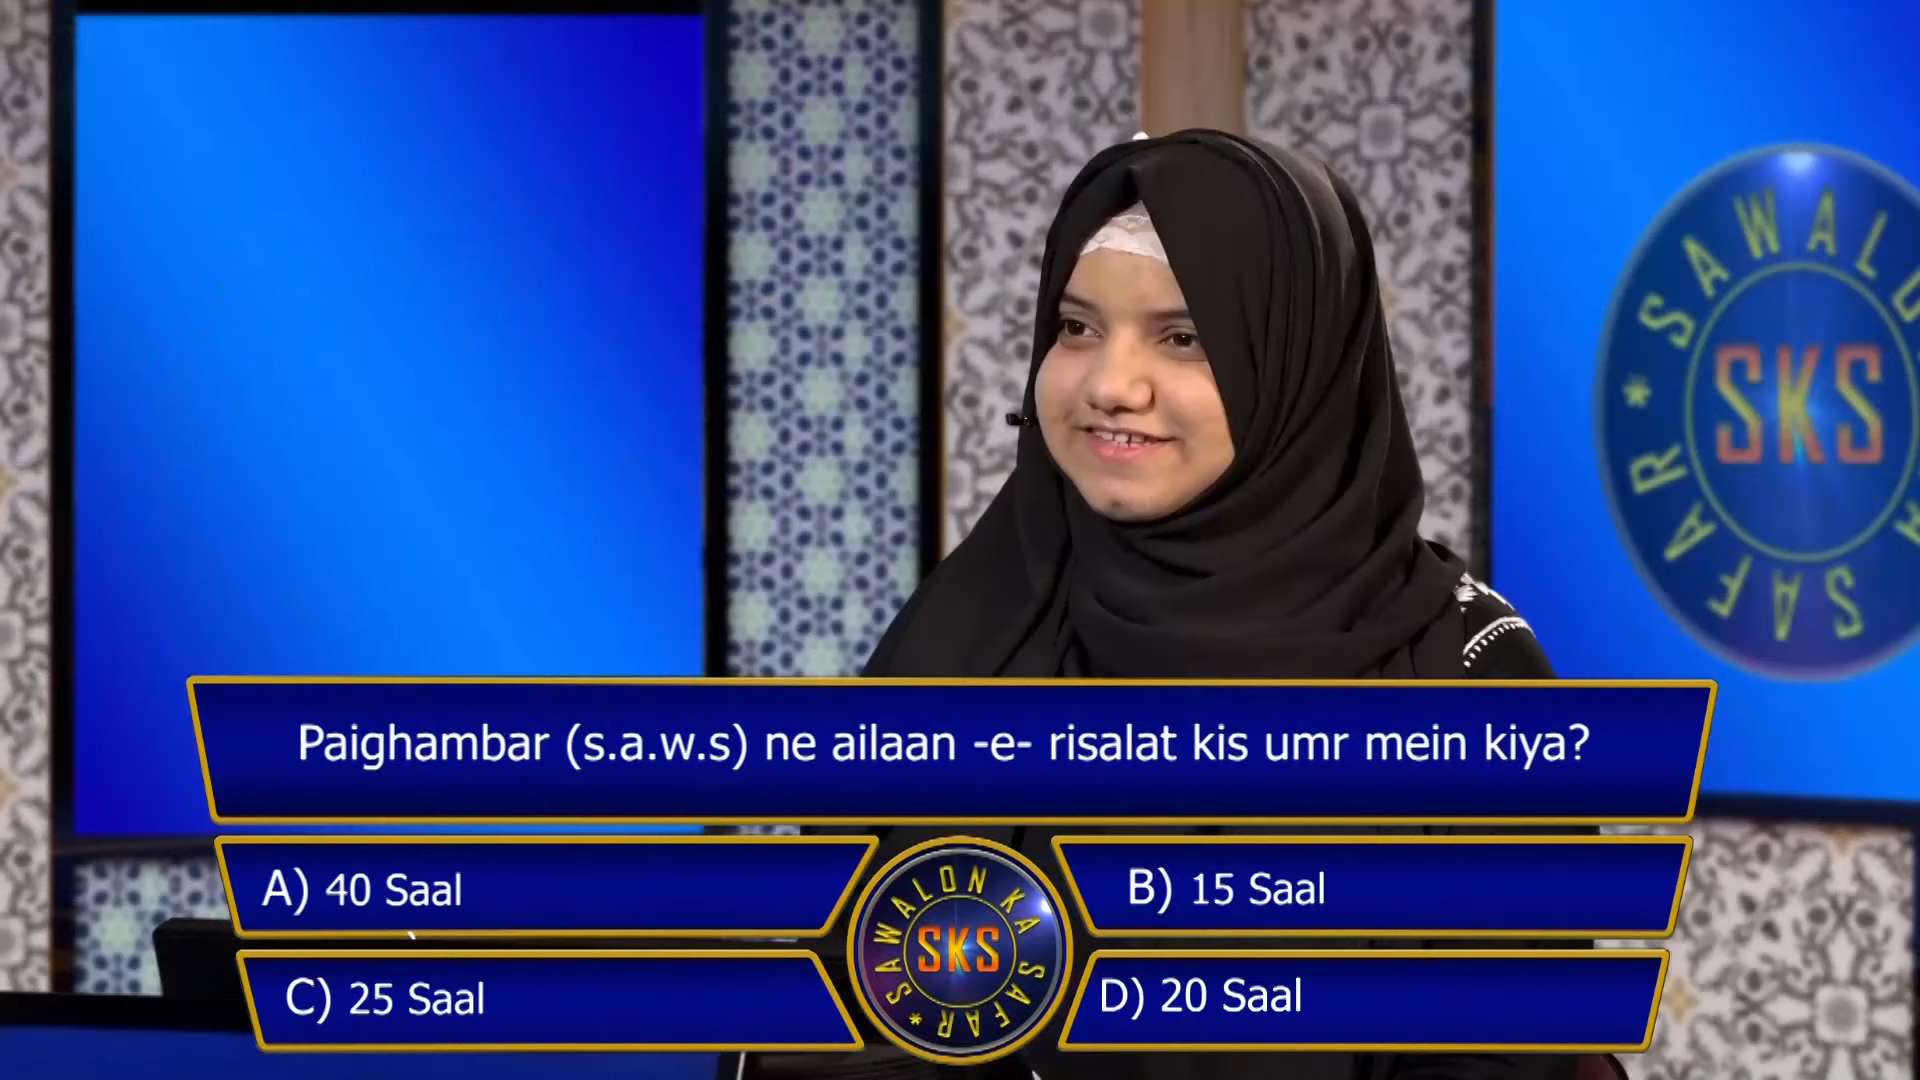 SAWALO
SAFAR *
SKS
Paighambar (s.a.w.s) ne ailaan -e- risalat kis umr mein kiya?
A) 40 Saal
B) 15 Saal
SAWALON KA SAFAR *
SKS
C) 25 Saal
D) 20 Saal